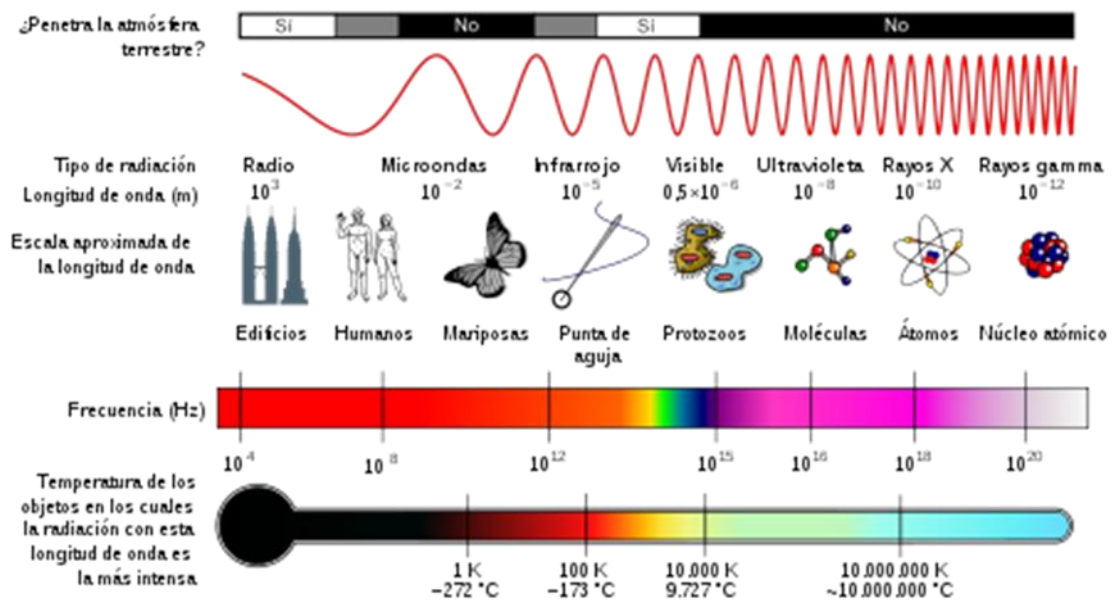 ¿Penetra la atmósfera
terrestre?
Sí No Sí No
Tipo de radiación Radio Microondas Infrarrojo Visible Ultravioleta Rayos X Rayos gamma
Longitud de onda (m) 10³ 10⁻² 10⁻⁵ 0,5×10⁻⁶ 10⁻⁸ 10⁻¹⁰ 10⁻¹²
Escala aproximada de
la longitud de onda
Edificios Humanos Mariposas Punta de
aguja Protozoos Moléculas Átomos Núcleo atómico
Frecuencia (Hz)
10⁴ 10⁸ 10¹² 10¹⁵ 10¹⁶ 10¹⁸ 10²⁰
Temperatura de los
objetos en los cuales
la radiación con esta
longitud de onda es
la más intensa
1 K 100 K 10.000 K 10.000.000 K
−272 °C −173 °C 9.727 °C ~10.000.000 °C